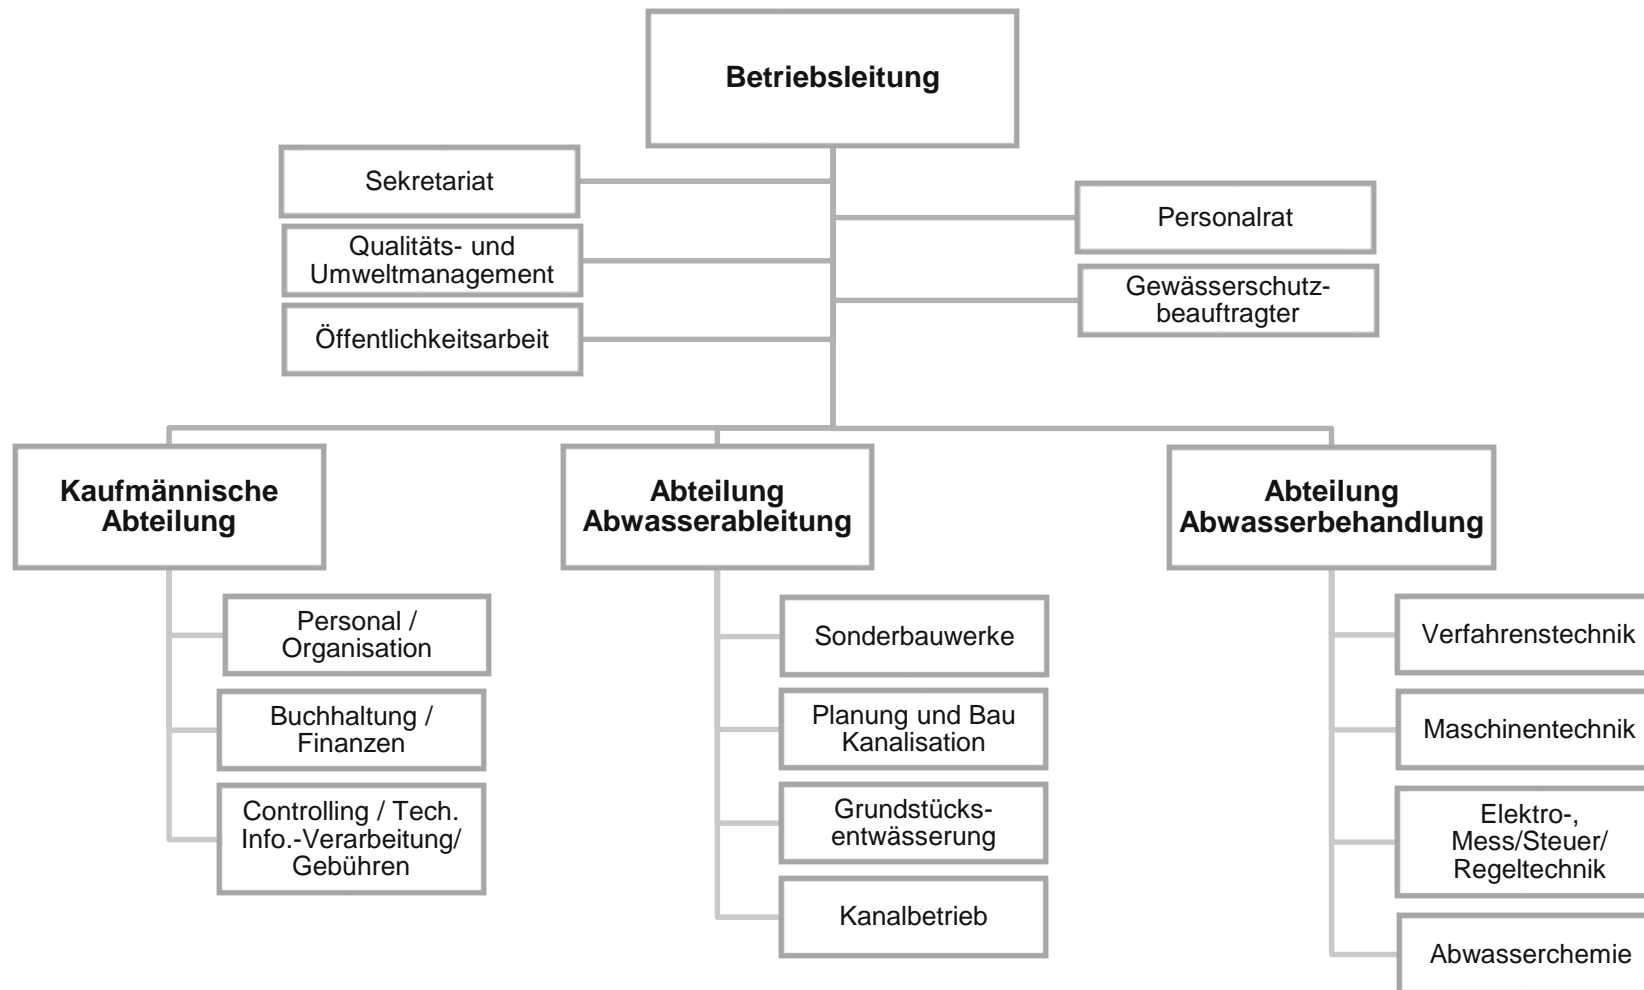 Betriebsleitung
Sekretariat
Qualitäts- und
Umweltmanagement
Öffentlichkeitsarbeit
Personalrat
Gewässerschutz-
beauftragter
Kaufmännische
Abteilung
Personal /
Organisation
Buchhaltung /
Finanzen
Controlling / Tech.
Info.-Verarbeitung/
Gebühren
Abteilung
Abwasserableitung
Sonderbauwerke
Planung und Bau
Kanalisation
Grundstücks-
entwässerung
Kanalbetrieb
Abteilung
Abwasserbehandlung
Verfahrenstechnik
Maschinentechnik
Elektro-,
Mess/Steuer/
Regeltechnik
Abwasserchemie